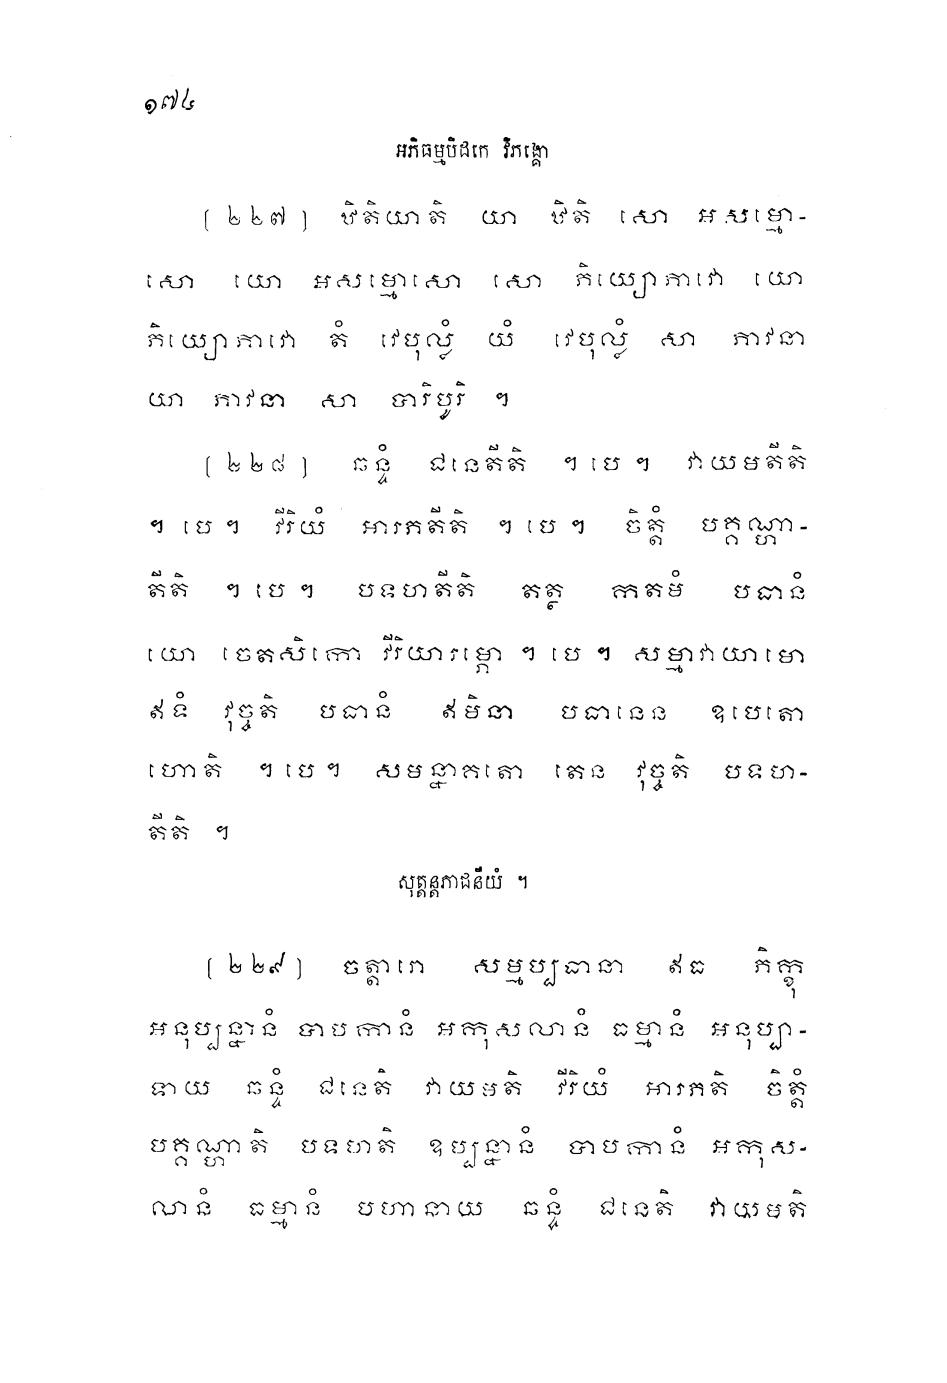 ១៧៤
អភិធម្មបិដកេ វិភង្គោ
[២២៧] ឋិតិយាតិ យា ឋិតិ សោ អសម្មោ-
សោ យោ អសម្មោសោ សោ ភិយ្យោភាវោ យោ
ភិយ្យោភាវោ តំ វេបុល្លំ យំ វេបុល្លំ សា ភាវនា
យា ភាវនា សា បារិបូរិ ។
[២២៨] ឆន្ទំ ជនេតីតិ ។ បេ ។ វាយមតីតិ
។ បេ ។ វីរិយំ អារភតីតិ ។ បេ ។ ចិត្តំ បគ្គណ្ហា-
តីតិ ។ បេ ។ បទហតីតិ តត្ថ កតមំ បធានំ
យោ ចេតសិកោ វីរិយារម្ភោ ។ បេ ។ សម្មាវាយាមោ
ឥទំ វុច្ចតិ បធានំ ឥមិនា បធានេន ឧបេតោ
ហោតិ ។ បេ ។ សមន្នាគតោ តេន វុច្ចតិ បទហ-
តីតិ ។
សុត្តន្តភាជនីយំ ។
[២២៩] ចត្តារោ សម្មប្បធានា ឥធ ភិក្ខុ
អនុប្បន្នានំ បាបកានំ អកុសលានំ ធម្មានំ អនុប្បា-
ទាយ ឆន្ទំ ជនេតិ វាយមតិ វីរិយំ អារភតិ ចិត្តំ
បគ្គណ្ហាតិ បទហតិ ឧប្បន្នានំ បាបកានំ អកុស-
លានំ ធម្មានំ បហានាយ ឆន្ទំ ជនេតិ វាយមតិ